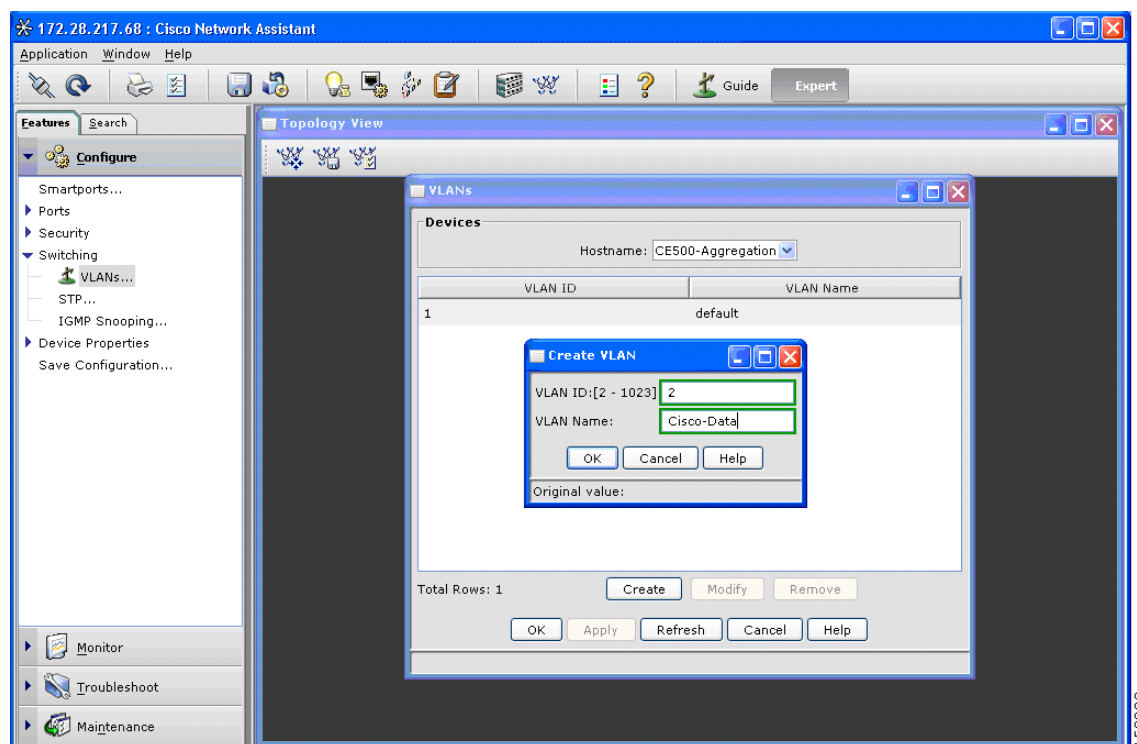 172.28.217.68 : Cisco Network Assistant
Application Window Help
Guide Expert
Features Search
Configure
Smartports...
Ports
Security
Switching
VLANs...
STP...
IGMP Snooping...
Device Properties
Save Configuration...
Monitor
Troubleshoot
Maintenance
Topology View
VLANs
Devices
Hostname: CE500-Aggregation
VLAN ID VLAN Name
1 default
Create VLAN
VLAN ID:[2 - 1023] 2
VLAN Name: Cisco-Data
OK Cancel Help
Original value:
Total Rows: 1 Create Modify Remove
OK Apply Refresh Cancel Help